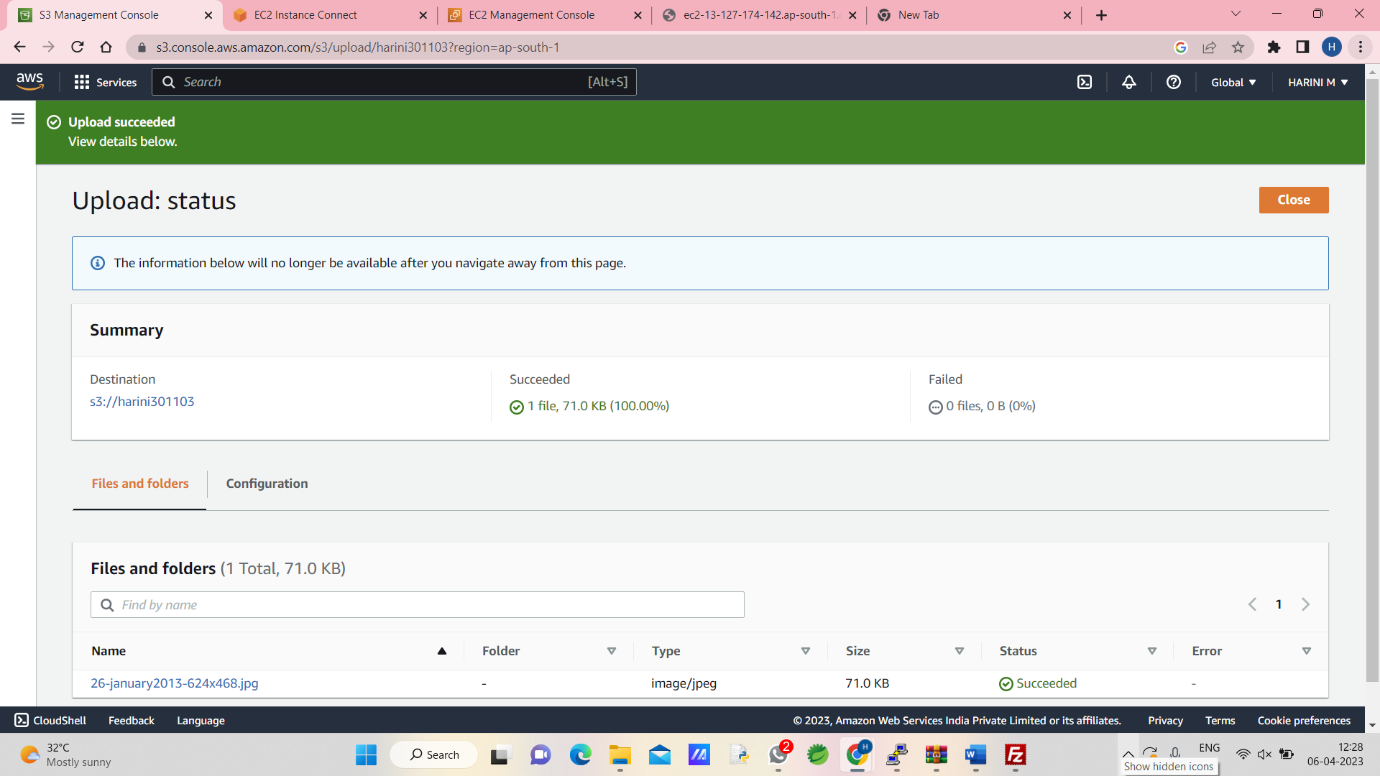 S3 Management Console
EC2 Instance Connect
EC2 Management Console
ec2-13-127-174-142.ap-south-1
New Tab
s3.console.aws.amazon.com/s3/upload/harini301103?region=ap-south-1
H
aws
Services
Search
[Alt+S]
Global
HARINI M
Upload succeeded
View details below.
Upload: status
Close
The information below will no longer be available after you navigate away from this page.
Summary
Destination
s3://harini301103
Succeeded
1 file, 71.0 KB (100.00%)
Failed
0 files, 0 B (0%)
Files and folders
Configuration
Files and folders (1 Total, 71.0 KB)
Find by name
1
Name Folder Type Size Status Error
26-january2013-624x468.jpg - image/jpeg 71.0 KB Succeeded -
CloudShell Feedback Language © 2023, Amazon Web Services India Private Limited or its affiliates. Privacy Terms Cookie preferences
32°C
Mostly sunny
Search
2
H
ENG
Show hidden icons
12:28
06-04-2023